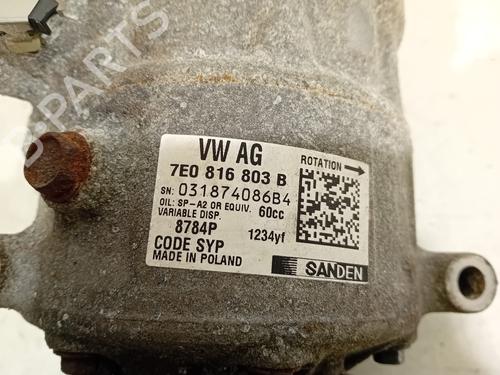 VW AG
7E0 816 803 B
ROTATION
SN: 031874086B4
OIL: SP-A2 OR EQUIV. 60cc
VARIABLE DISP.
8784P 1234yf
CODE SYP
MADE IN POLAND
SANDEN
B-PARTS